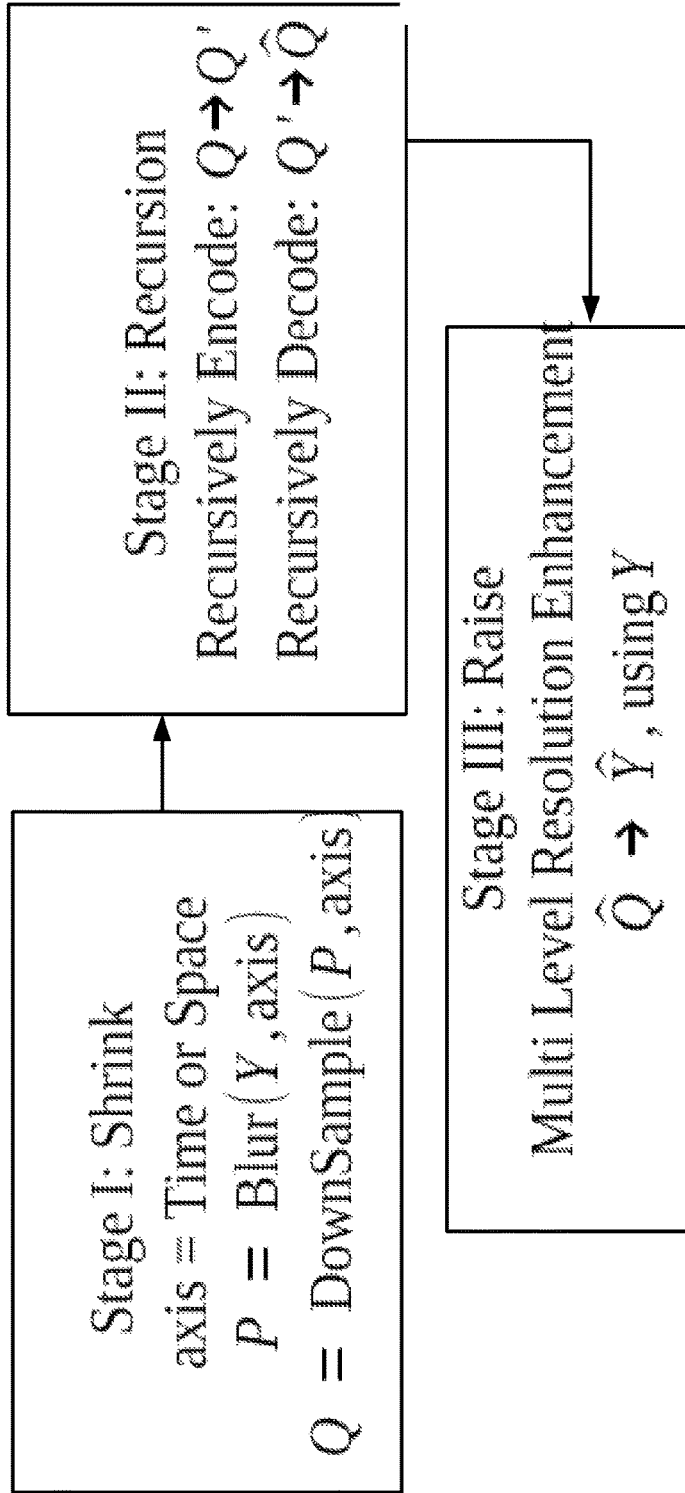 Stage I: Shrink
axis = Time or Space
P = Blur(Y,axis)
Q = DownSample(P,axis)
Stage II: Recursion
Recursively Encode: Q→Q'
Recursively Decode: Q'→Q̂
Stage III: Raise
Multi Level Resolution Enhancement
Q̂ → Ŷ , using Y